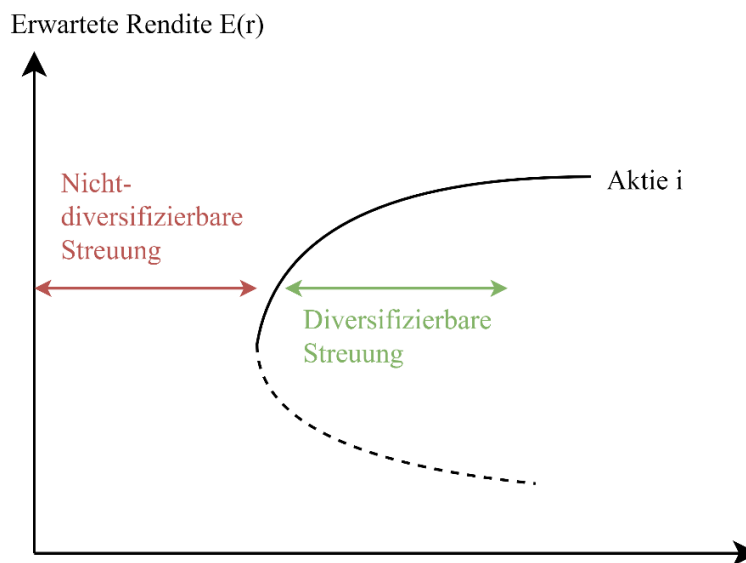 Erwartete Rendite E(r)
Nicht-
diversifizierbare
Streuung
Aktie i
Diversifizierbare
Streuung